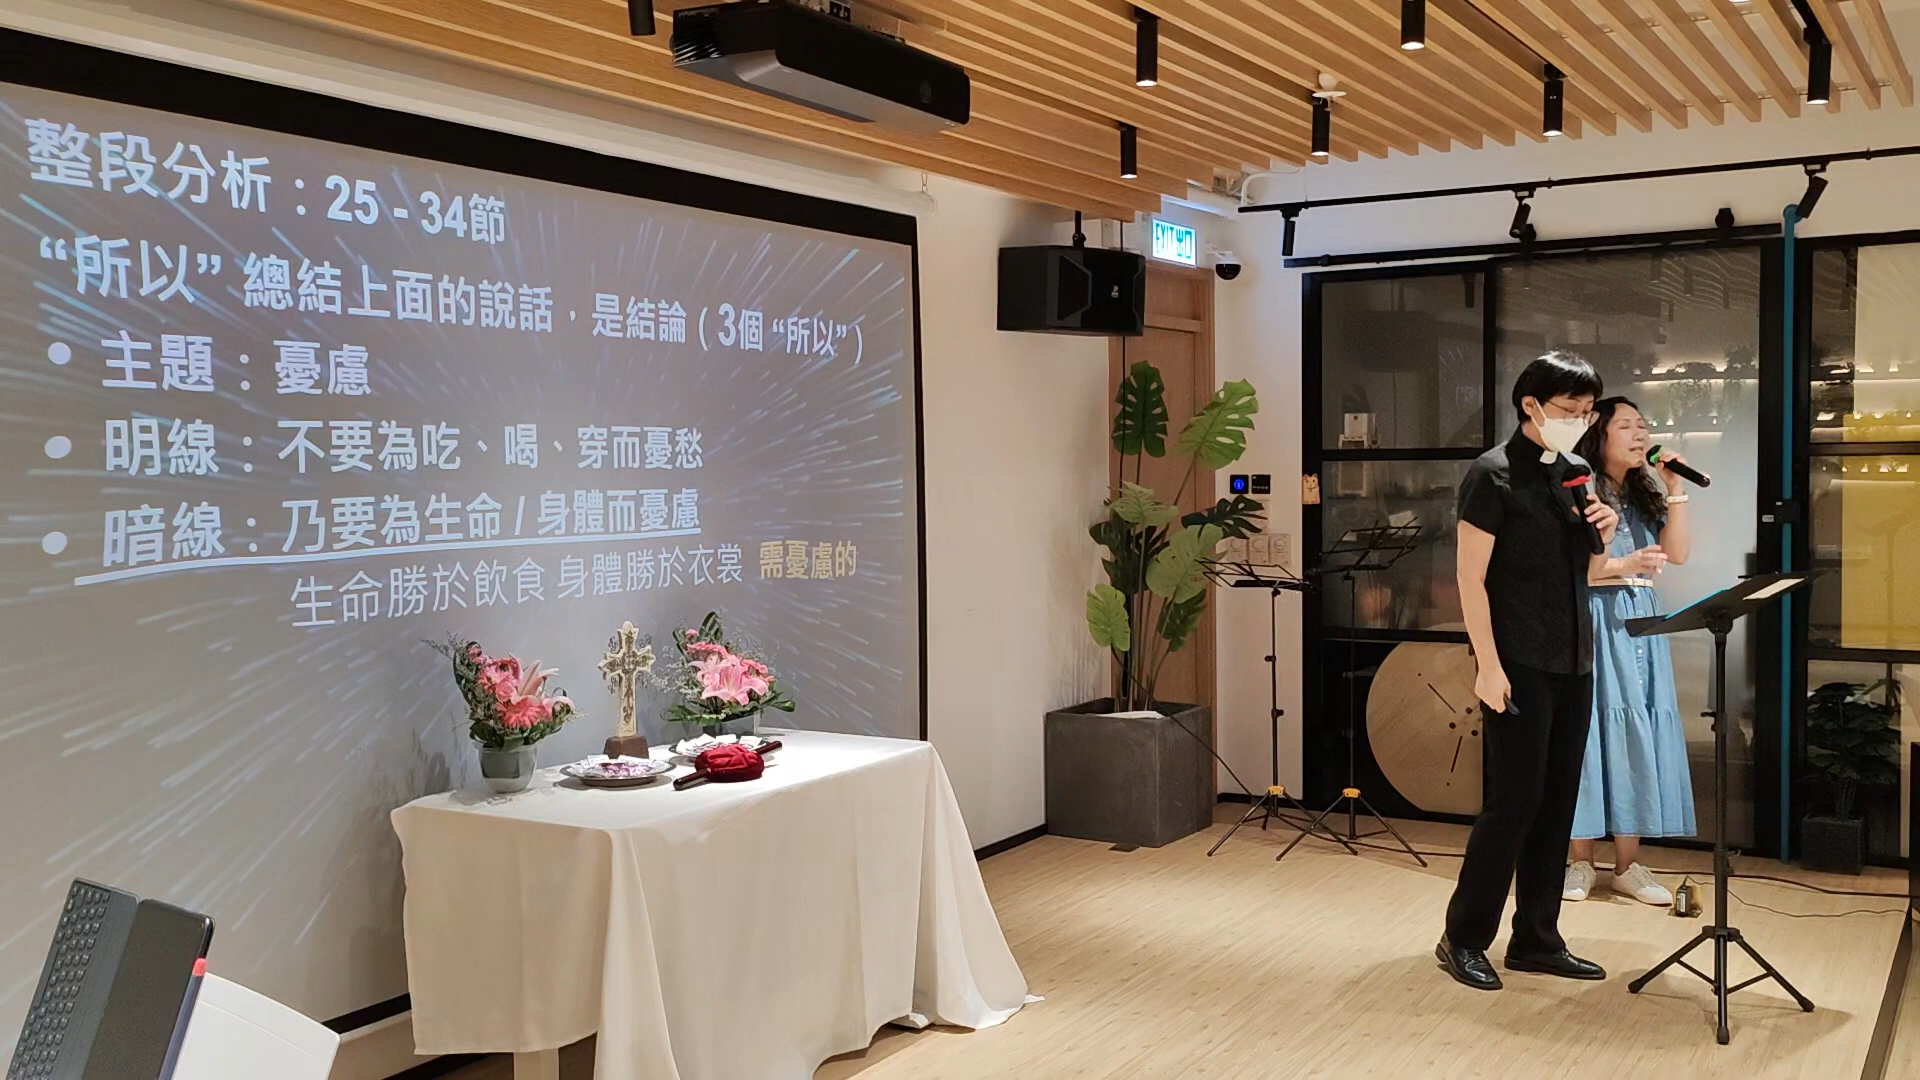 整段分析：25 - 34節
“所以” 總結上面的說話，是結論 ( 3個 “所以” )
• 主題：憂慮
• 明線：不要為吃、喝、穿而憂愁
• 暗線：乃要為生命 / 身體而憂慮
生命勝於飲食 身體勝於衣裳 需憂慮的
EXIT 出口